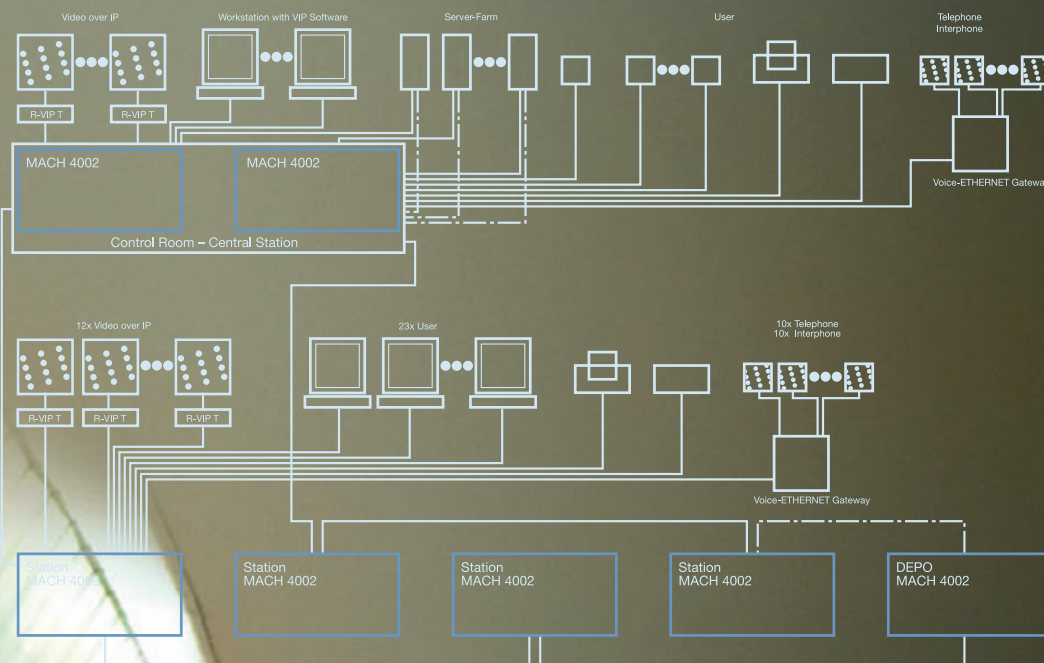 Video over IP
Workstation with VIP Software
Server-Farm
User
Telephone
Interphone
R-VIP T
R-VIP T
MACH 4002
MACH 4002
Voice-ETHERNET Gatewa
Control Room – Central Station
12x Video over IP
23x User
10x Telephone
10x Interphone
R-VIP T
R-VIP T
R-VIP T
Voice-ETHERNET Gateway
Station
MACH 4002
Station
MACH 4002
Station
MACH 4002
Station
MACH 4002
DEPO
MACH 4002